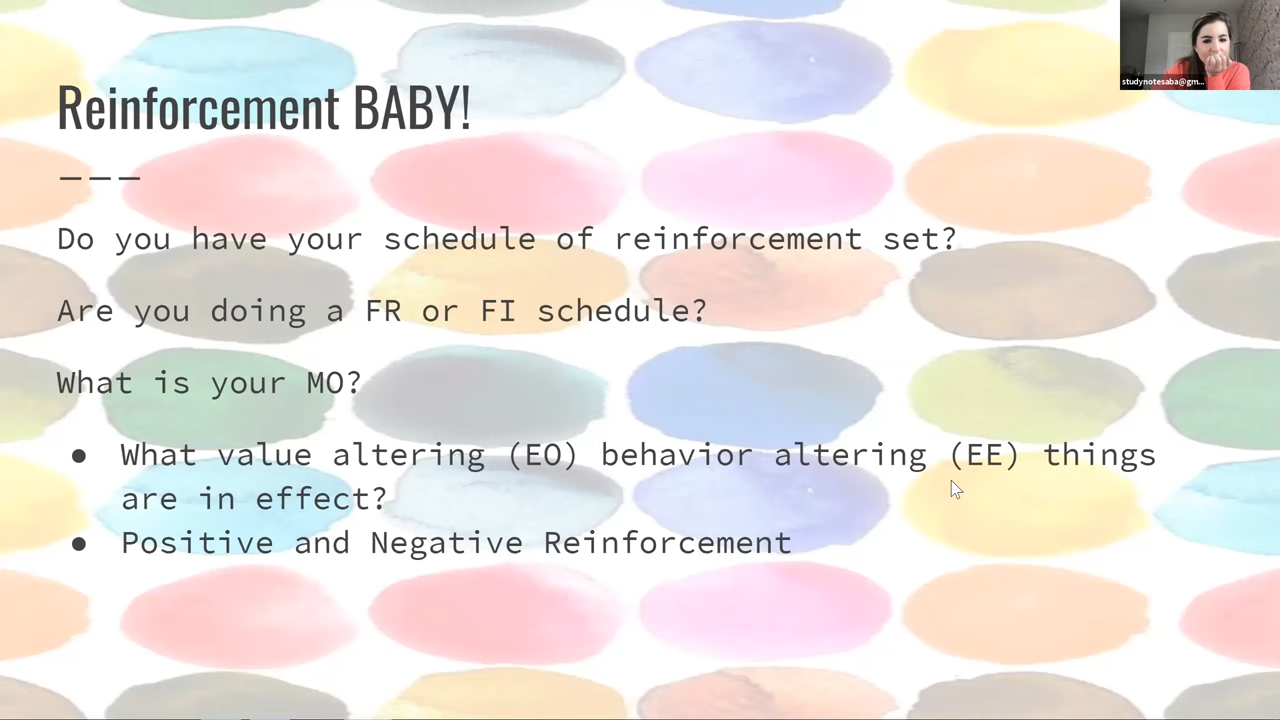 Reinforcement BABY!
Do you have your schedule of reinforcement set?
Are you doing a FR or FI schedule?
What is your MO?
● What value altering (EO) behavior altering (EE) things
are in effect?
● Positive and Negative Reinforcement
studynotesaba@gm...